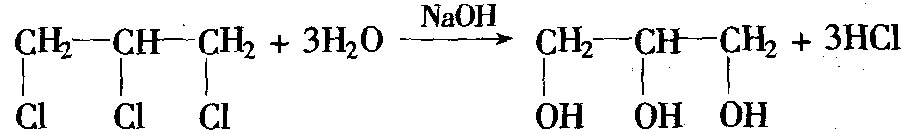 NaOH
CH₂—CH—CH₂ + 3H₂O → CH₂—CH—CH₂ + 3HCl
Cl Cl Cl OH OH OH